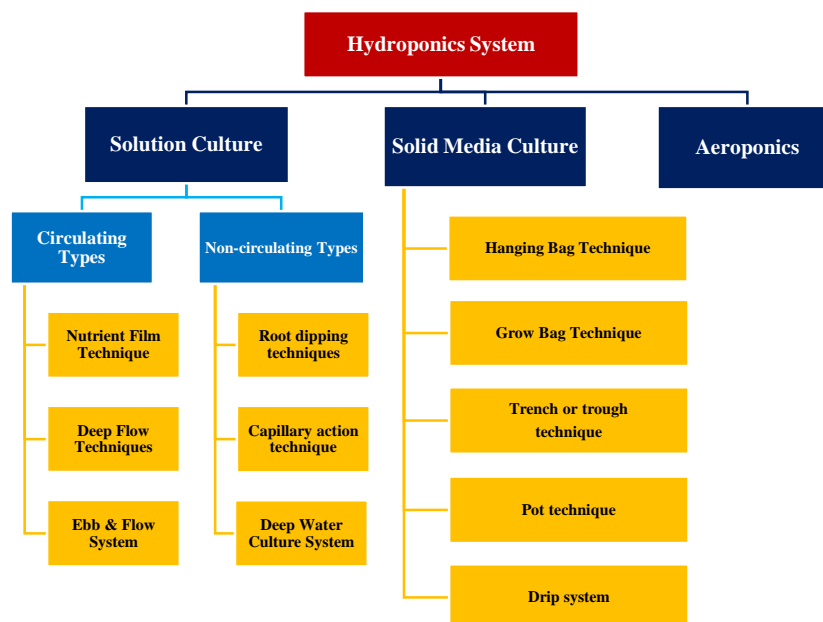 Hydroponics System
Solution Culture
Solid Media Culture
Aeroponics
Circulating
Types
Non-circulating Types
Nutrient Film
Technique
Deep Flow
Techniques
Ebb & Flow
System
Root dipping
techniques
Capillary action
technique
Deep Water
Culture System
Hanging Bag Technique
Grow Bag Technique
Trench or trough
technique
Pot technique
Drip system